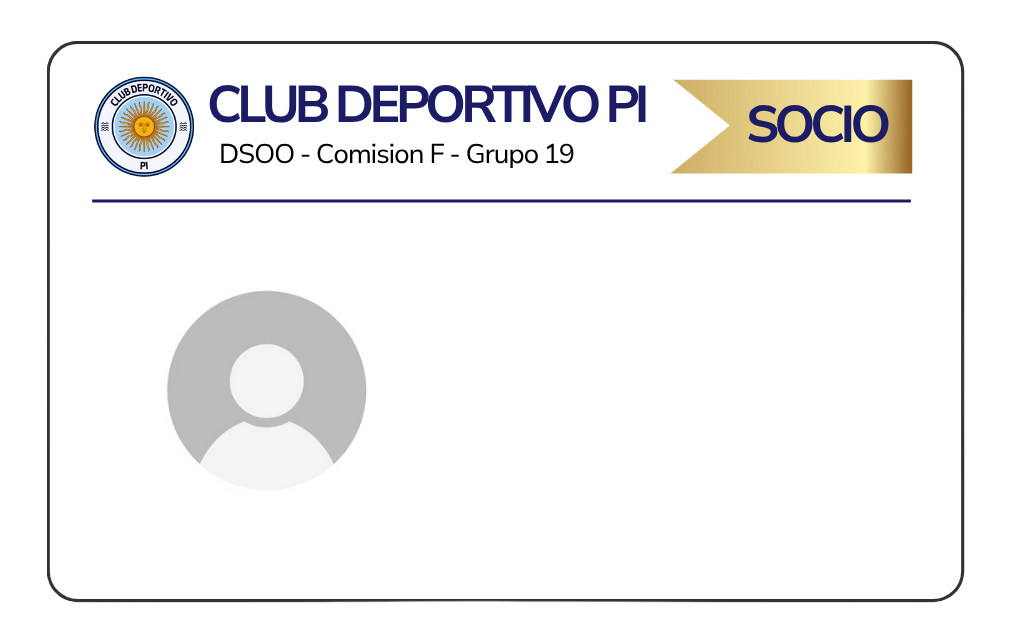 CLUB DEPORTIVO
PI
CLUB DEPORTIVO PI
DSOO - Comision F - Grupo 19
SOCIO